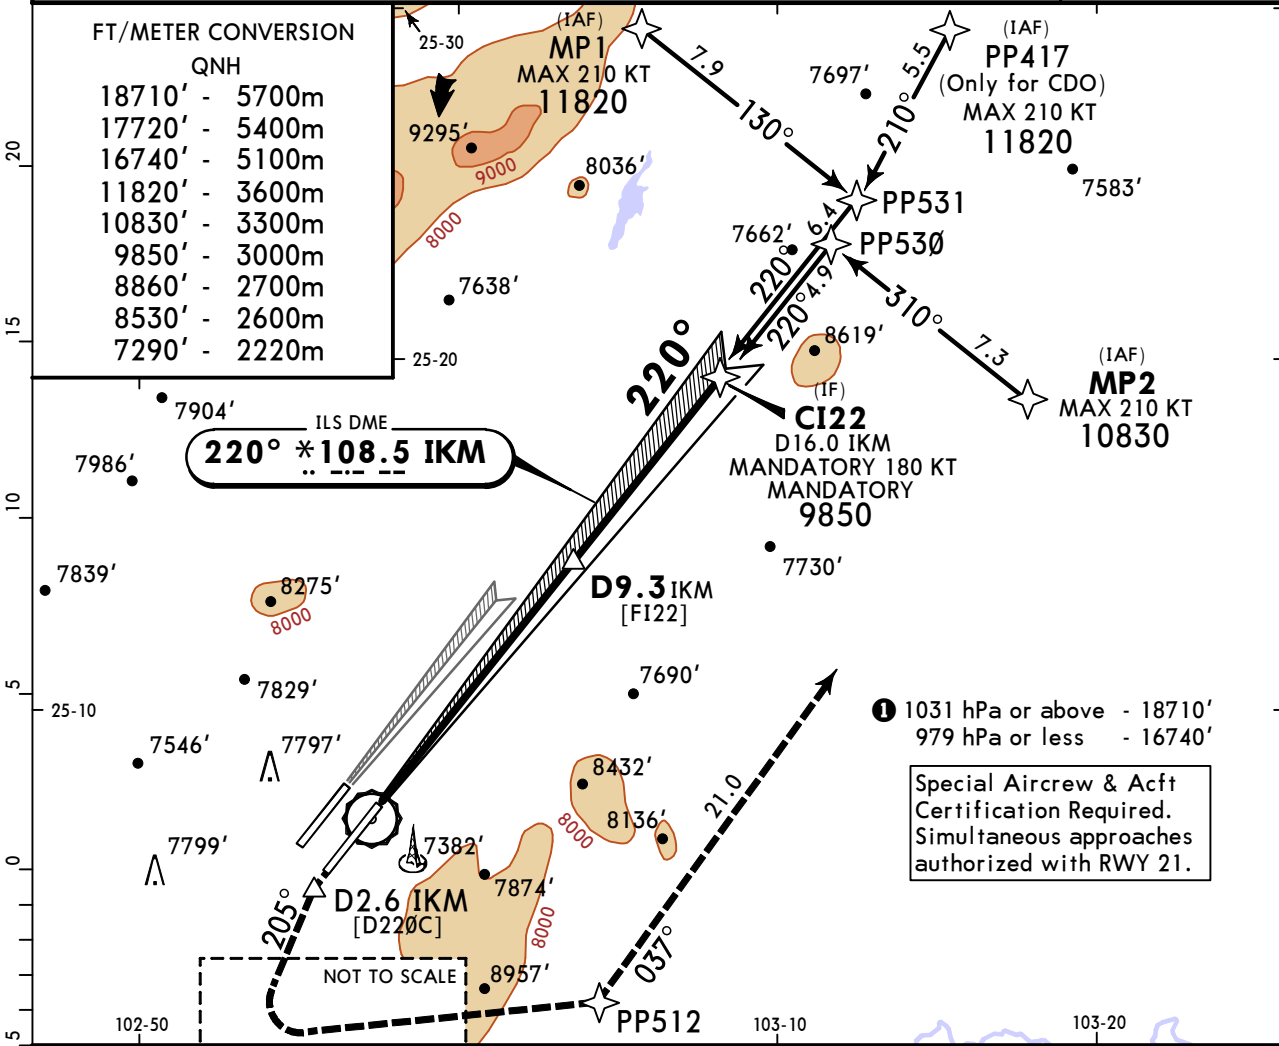 FT/METER CONVERSION
QNH
18710' - 5700m
17720' - 5400m
16740' - 5100m
11820' - 3600m
10830' - 3300m
9850' - 3000m
8860' - 2700m
8530' - 2600m
7290' - 2220m
25-30
9295'
9000
8000
(IAF)
MP1
MAX 210 KT
11820
7.9
130°
8036'
7697'
5.5
210°
(IAF)
PP417
(Only for CDO)
MAX 210 KT
11820
7583'
PP531
6.4
7662'
PP530
220°
220° 4.9
310°
7.3
(IAF)
MP2
MAX 210 KT
10830
7638'
25-20
220°
8619'
(IF)
CI22
D16.0 IKM
MANDATORY 180 KT
MANDATORY
9850
7904'
ILS DME
220° *108.5 IKM
7986'
7730'
7839'
8275'
8000
D9.3 IKM
[FI22]
7829'
7690'
25-10
7546'
7797'
❶ 1031 hPa or above - 18710'
979 hPa or less - 16740'
8432'
8000
8136'
21.0
Special Aircrew & Acft
Certification Required.
Simultaneous approaches
authorized with RWY 21.
7799'
7382'
7874'
D2.6 IKM
[D220C]
205°
8000
037°
NOT TO SCALE
8957'
PP512
102-50
103-10
103-20
20
15
10
5
0
5